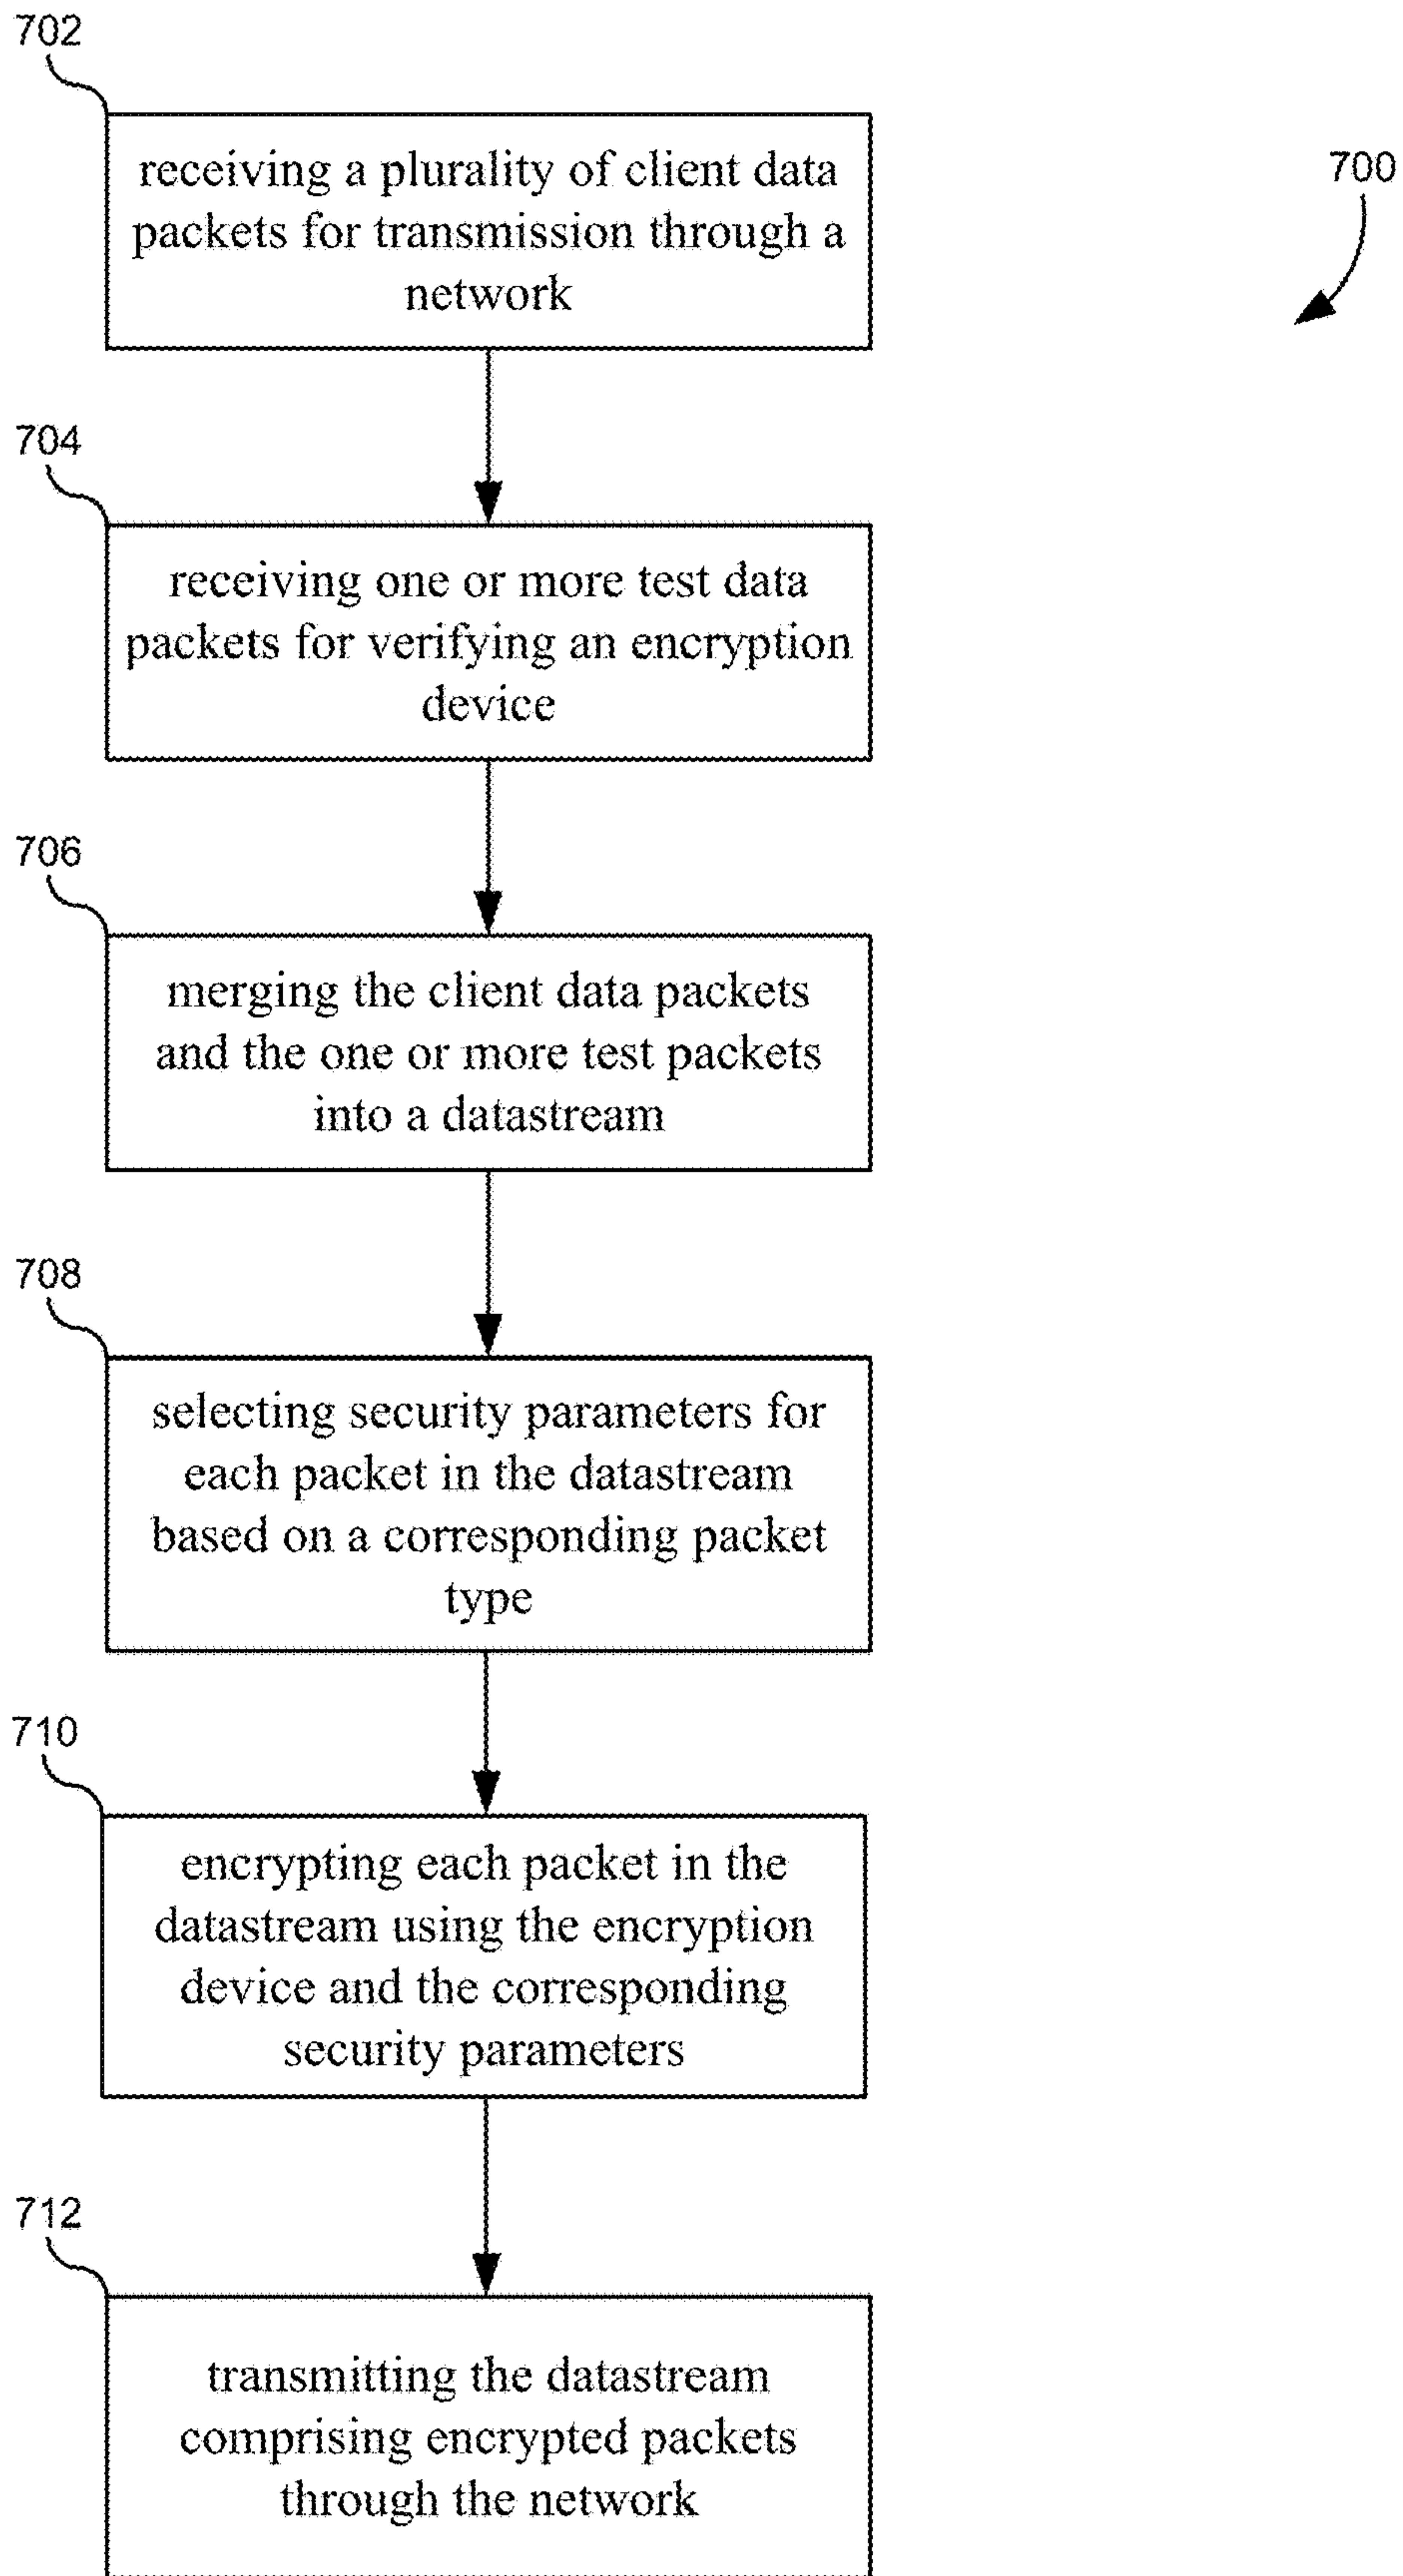 702
receiving a plurality of client data
packets for transmission through a
network
700
704
receiving one or more test data
packets for verifying an encryption
device
706
merging the client data packets
and the one or more test packets
into a datastream
708
selecting security parameters for
each packet in the datastream
based on a corresponding packet
type
710
encrypting each packet in the
datastream using the encryption
device and the corresponding
security parameters
712
transmitting the datastream
comprising encrypted packets
through the network